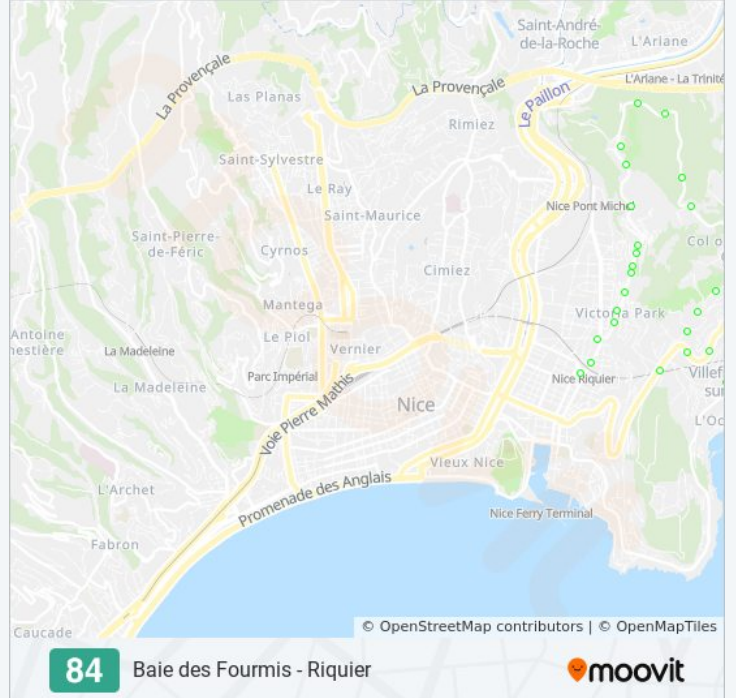 Saint-André-
de-la-Roche
L'Ariane
La Provençale
L'Ariane - La Trinité
La Provençale
Le Paillon
Las Planas
Rimiez
Saint-Sylvestre
Le Ray
Saint-Maurice
Nice Pont Michel
Saint-Pierre-
de-Féric
Cyrnos
Cimiez
Col
Mantega
Victoria Park
Le Piol
Vernier
Antoine
La Madeleine
Nice Riquier
Parc Impérial
La Madeleine
Voie Pierre Mathis
Nice
Villef
sur
L'Oc
Vieux Nice
L'Archet
Promenade des Anglais
Nice Ferry Terminal
Fabron
Caucade
© OpenStreetMap contributors | © OpenMapTiles
84 Baie des Fourmis - Riquier
moovit